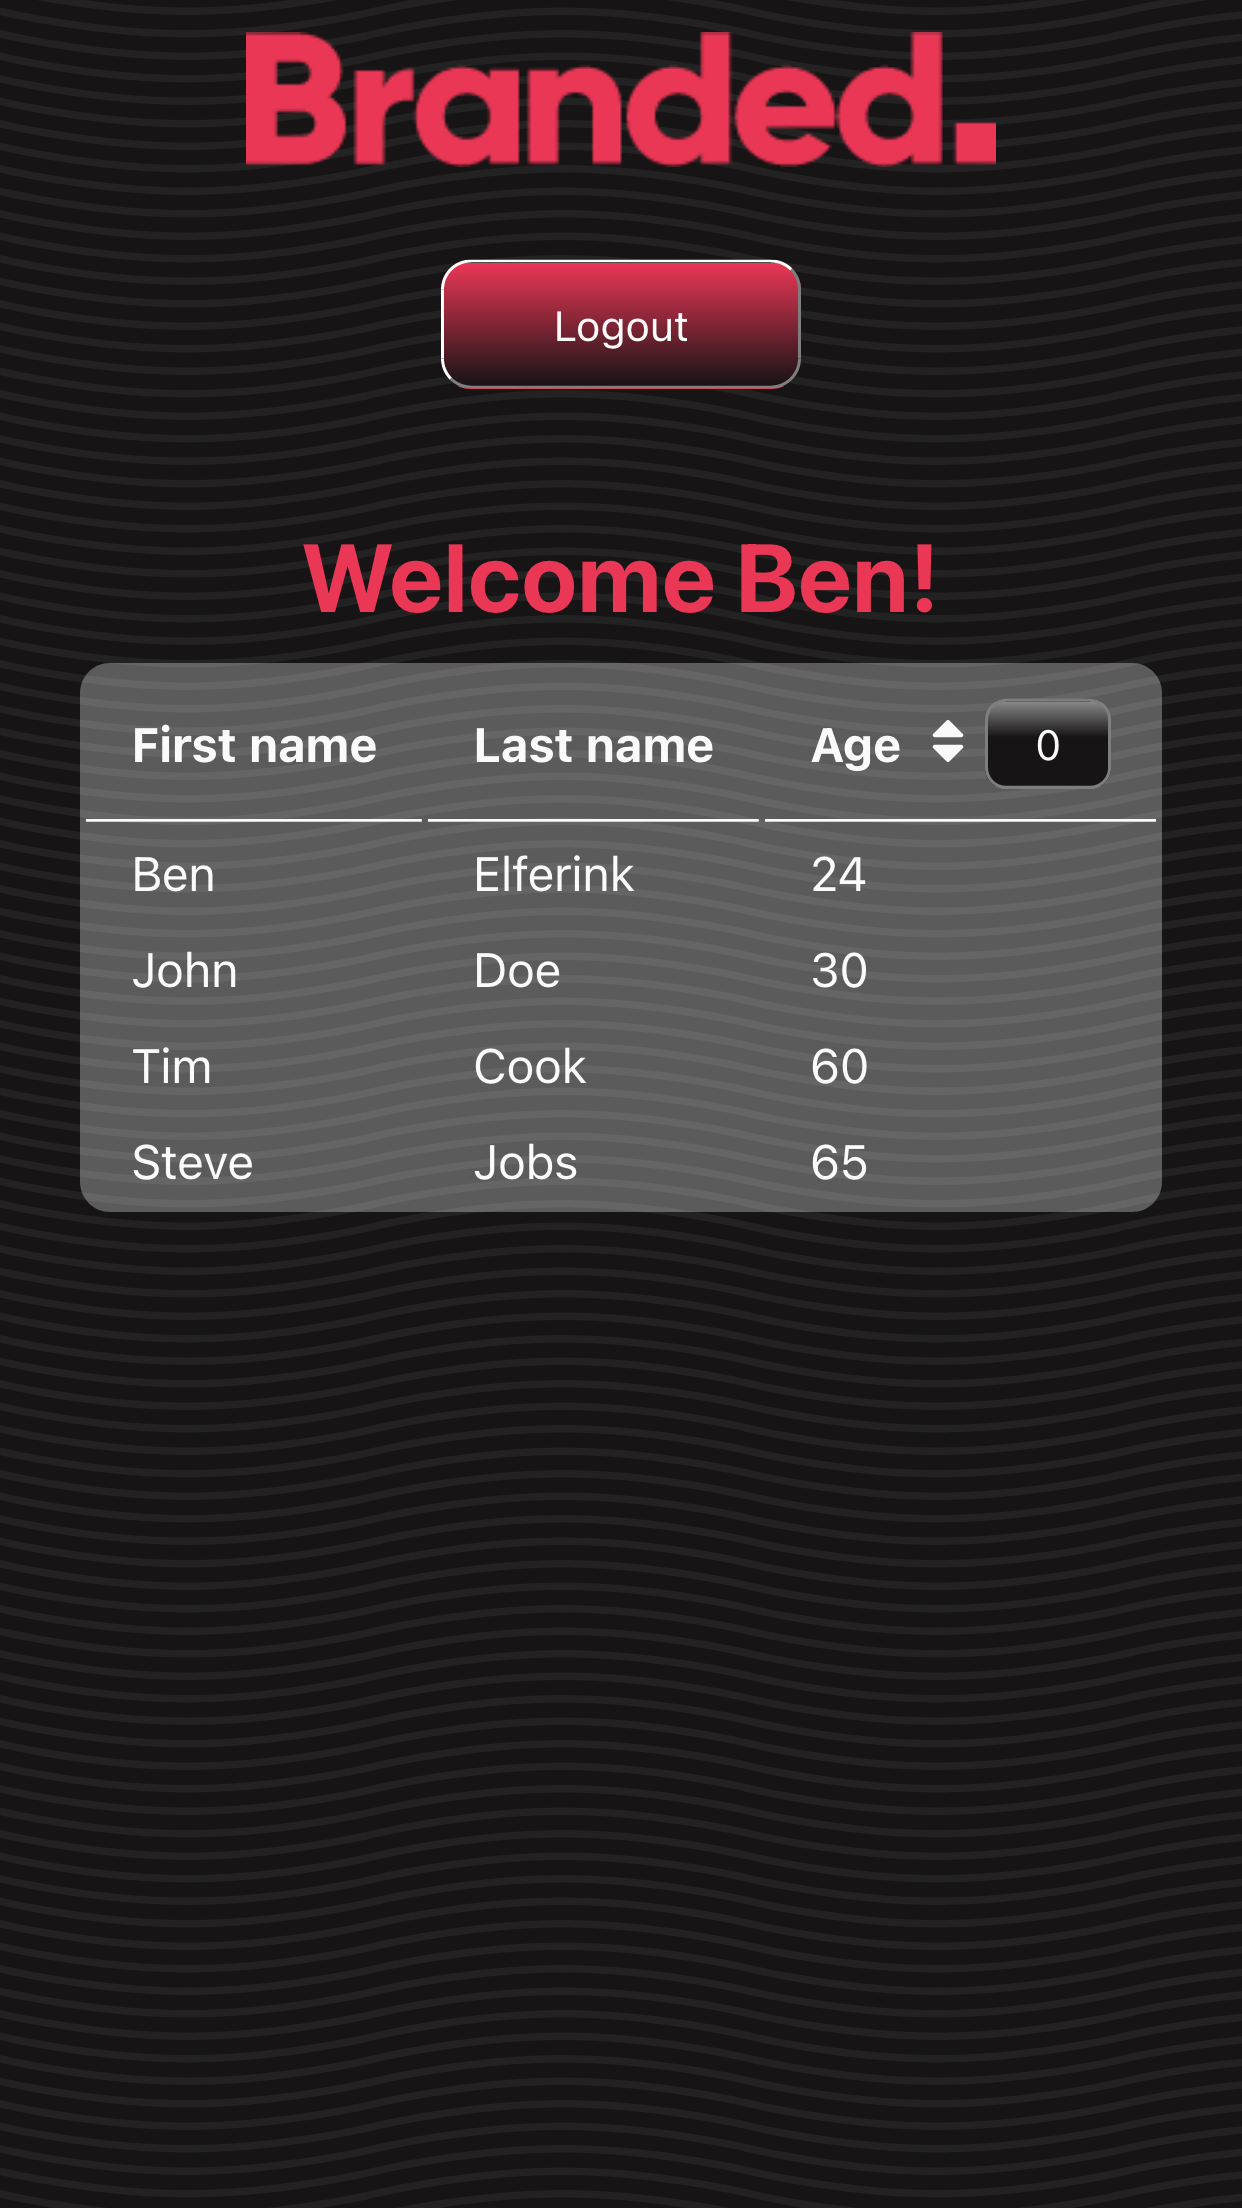 Branded.
Logout
Welcome Ben!
First name Last name Age 0
Ben Elferink 24
John Doe 30
Tim Cook 60
Steve Jobs 65